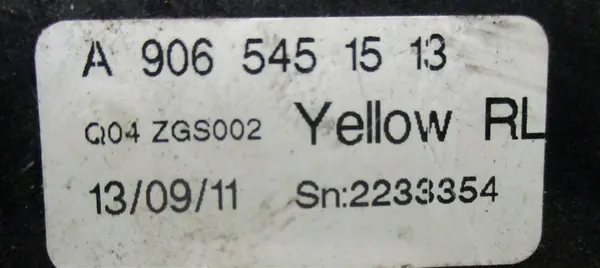 A 906 545 15 13
Q04 ZGS002 Yellow RL
13/09/11 Sn:2233354